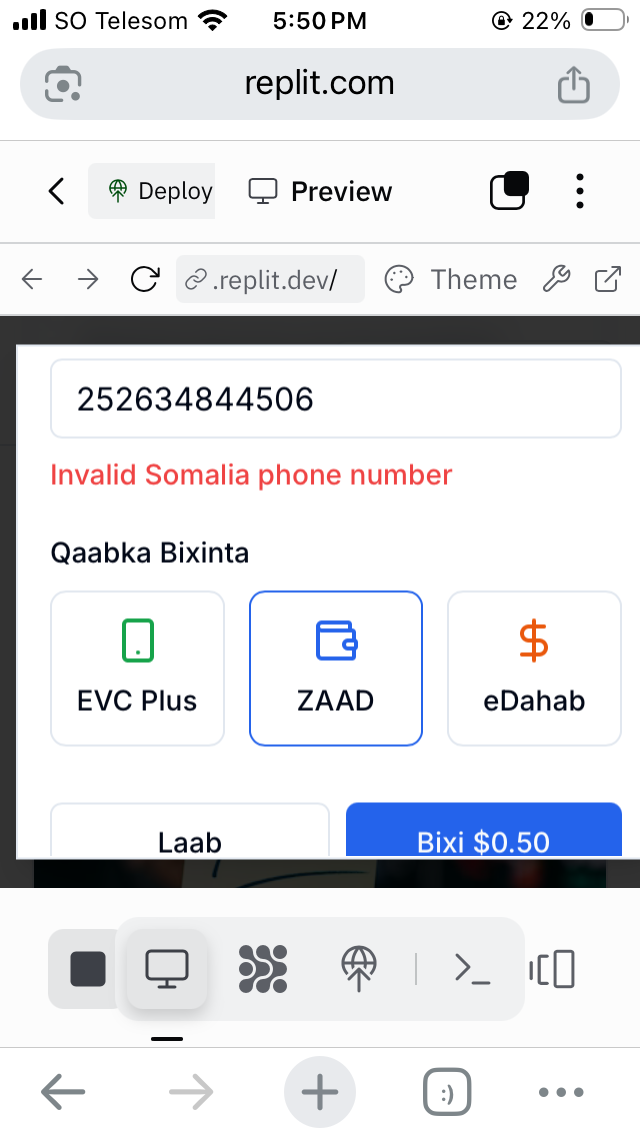 SO Telesom 5:50 PM 22%
replit.com
Deploy Preview
.replit.dev/ Theme
252634844506
Invalid Somalia phone number
Qaabka Bixinta
EVC Plus ZAAD eDahab
Laab Bixi $0.50
:)